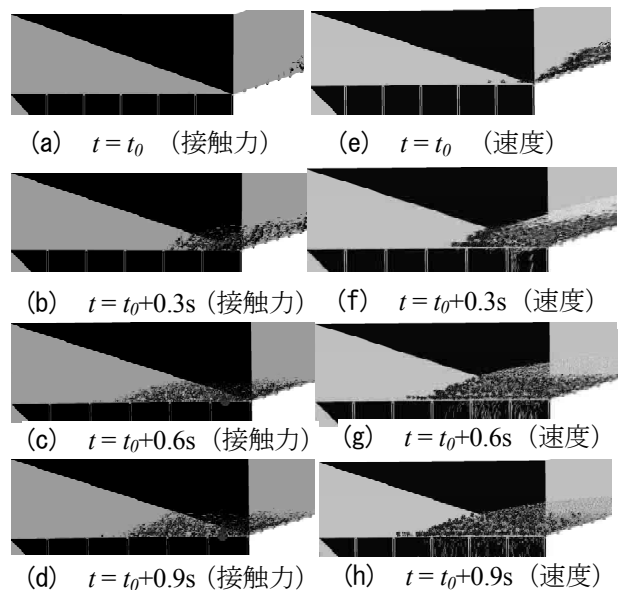 (a) t = t0 (接触力)
(e) t = t0 (速度)
(b) t = t0+0.3s (接触力)
(f) t = t0+0.3s (速度)
(c) t = t0+0.6s (接触力)
(g) t = t0+0.6s (速度)
(d) t = t0+0.9s (接触力)
(h) t = t0+0.9s (速度)